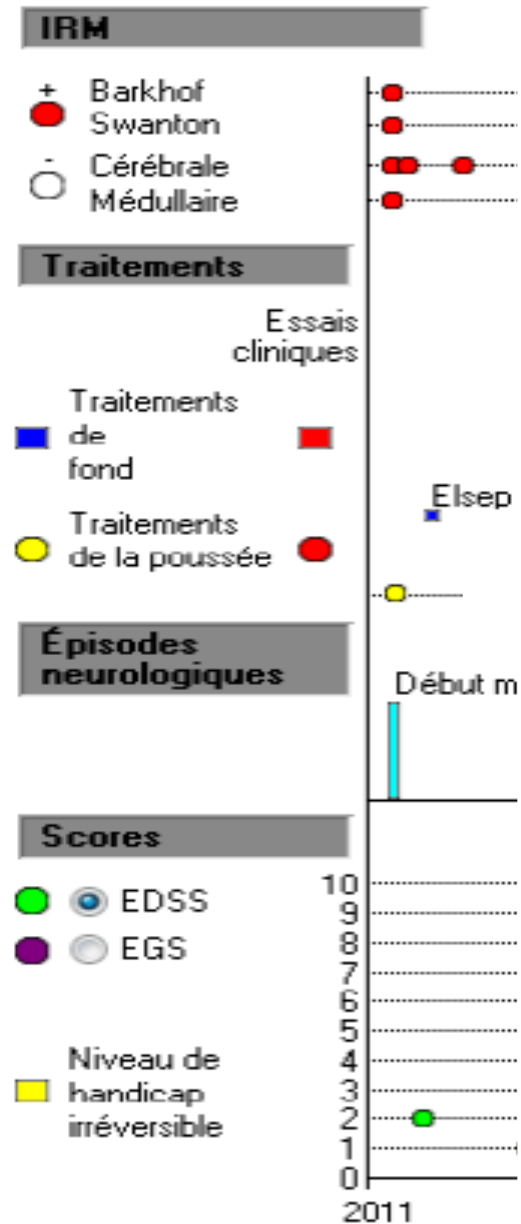 IRM
+ Barkhof
Swanton
- Cérébrale
Médullaire
Traitements
Essais
cliniques
Traitements
de
fond
Elsep
Traitements
de la poussée
Épisodes
neurologiques
Début m
Scores
EDSS
EGS
Niveau de
handicap
irréversible
10
9
8
7
6
5
4
3
2
1
0
2011